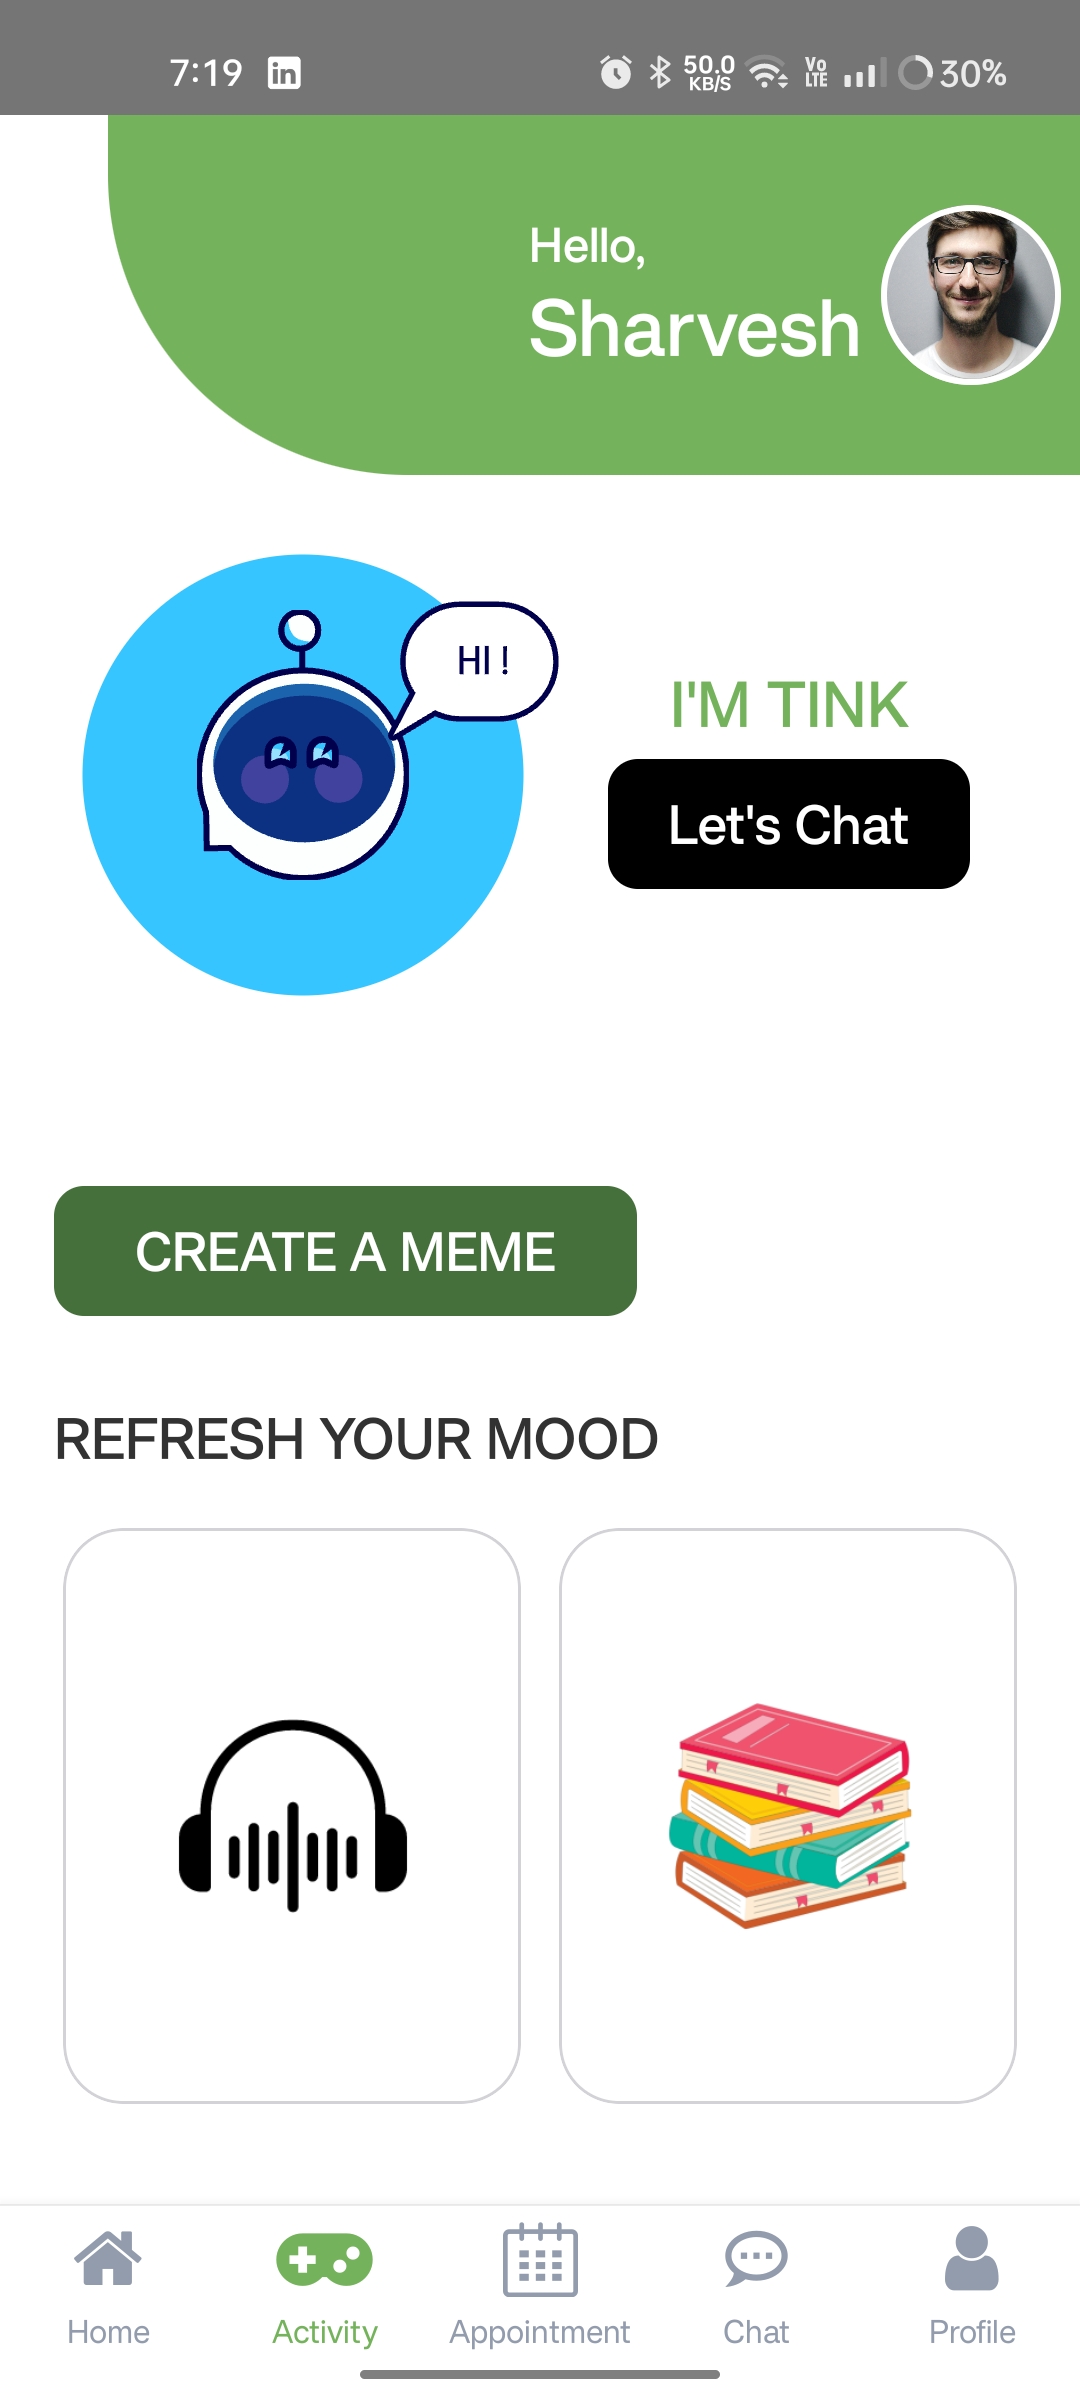 7:19
in
50.0
KB/S
Vo
LTE
30%
Hello,
Sharvesh
HI !
I'M TINK
Let's Chat
CREATE A MEME
REFRESH YOUR MOOD
Home
Activity
Appointment
Chat
Profile